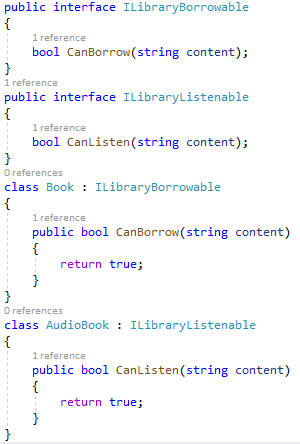 public interface ILibraryBorrowable
{
1 reference
bool CanBorrow(string content);
}
1 reference
public interface ILibraryListenable
{
1 reference
bool CanListen(string content);
}
0 references
class Book : ILibraryBorrowable
{
1 reference
public bool CanBorrow(string content)
{
return true;
}
}
0 references
class AudioBook : ILibraryListenable
{
1 reference
public bool CanListen(string content)
{
return true;
}
}